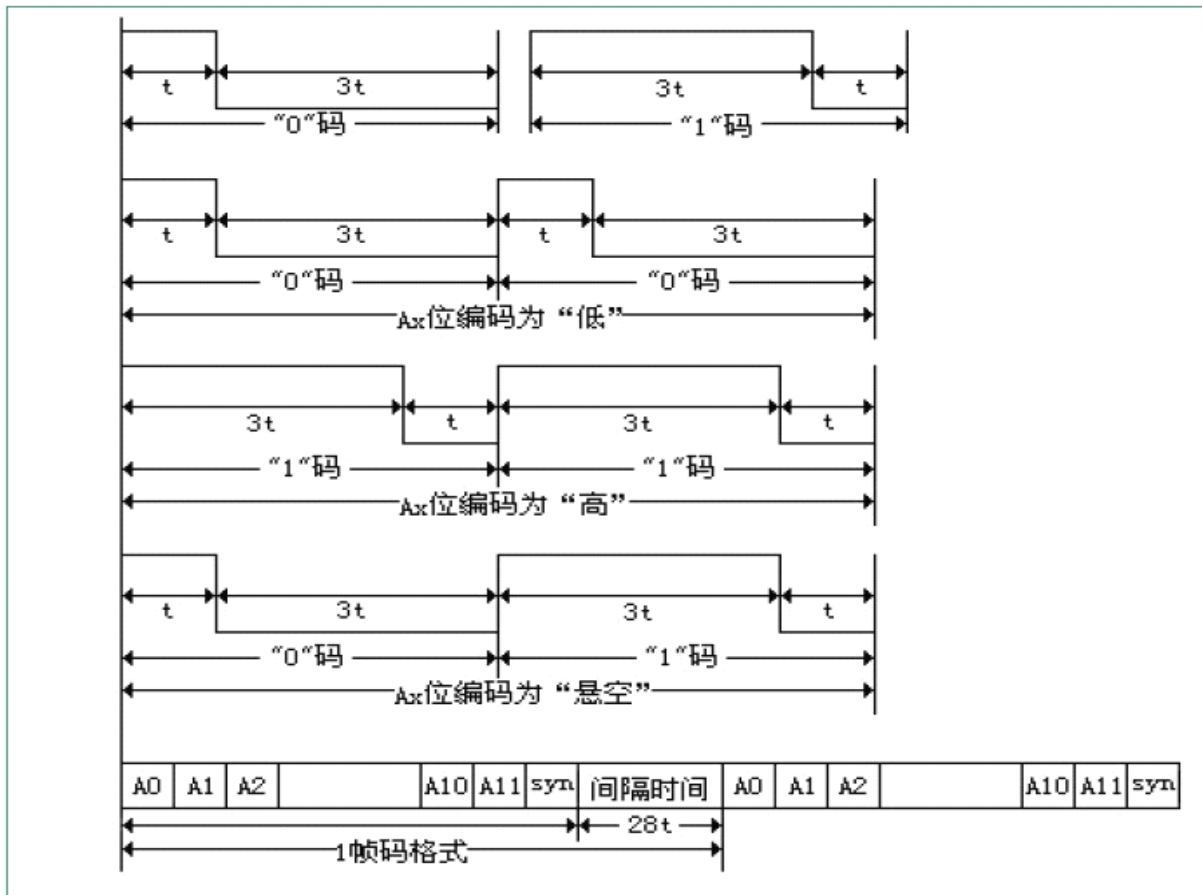 t 3t 3t t
“0”码 “1”码
t 3t t 3t
“0”码 “0”码
Ax位编码为“低”
3t t 3t t
“1”码 “1”码
Ax位编码为“高”
t 3t 3t t
“0”码 “1”码
Ax位编码为“悬空”
A0 A1 A2 A10 A11 syn 间隔时间 A0 A1 A2 A10 A11 syn
28t
1帧码格式